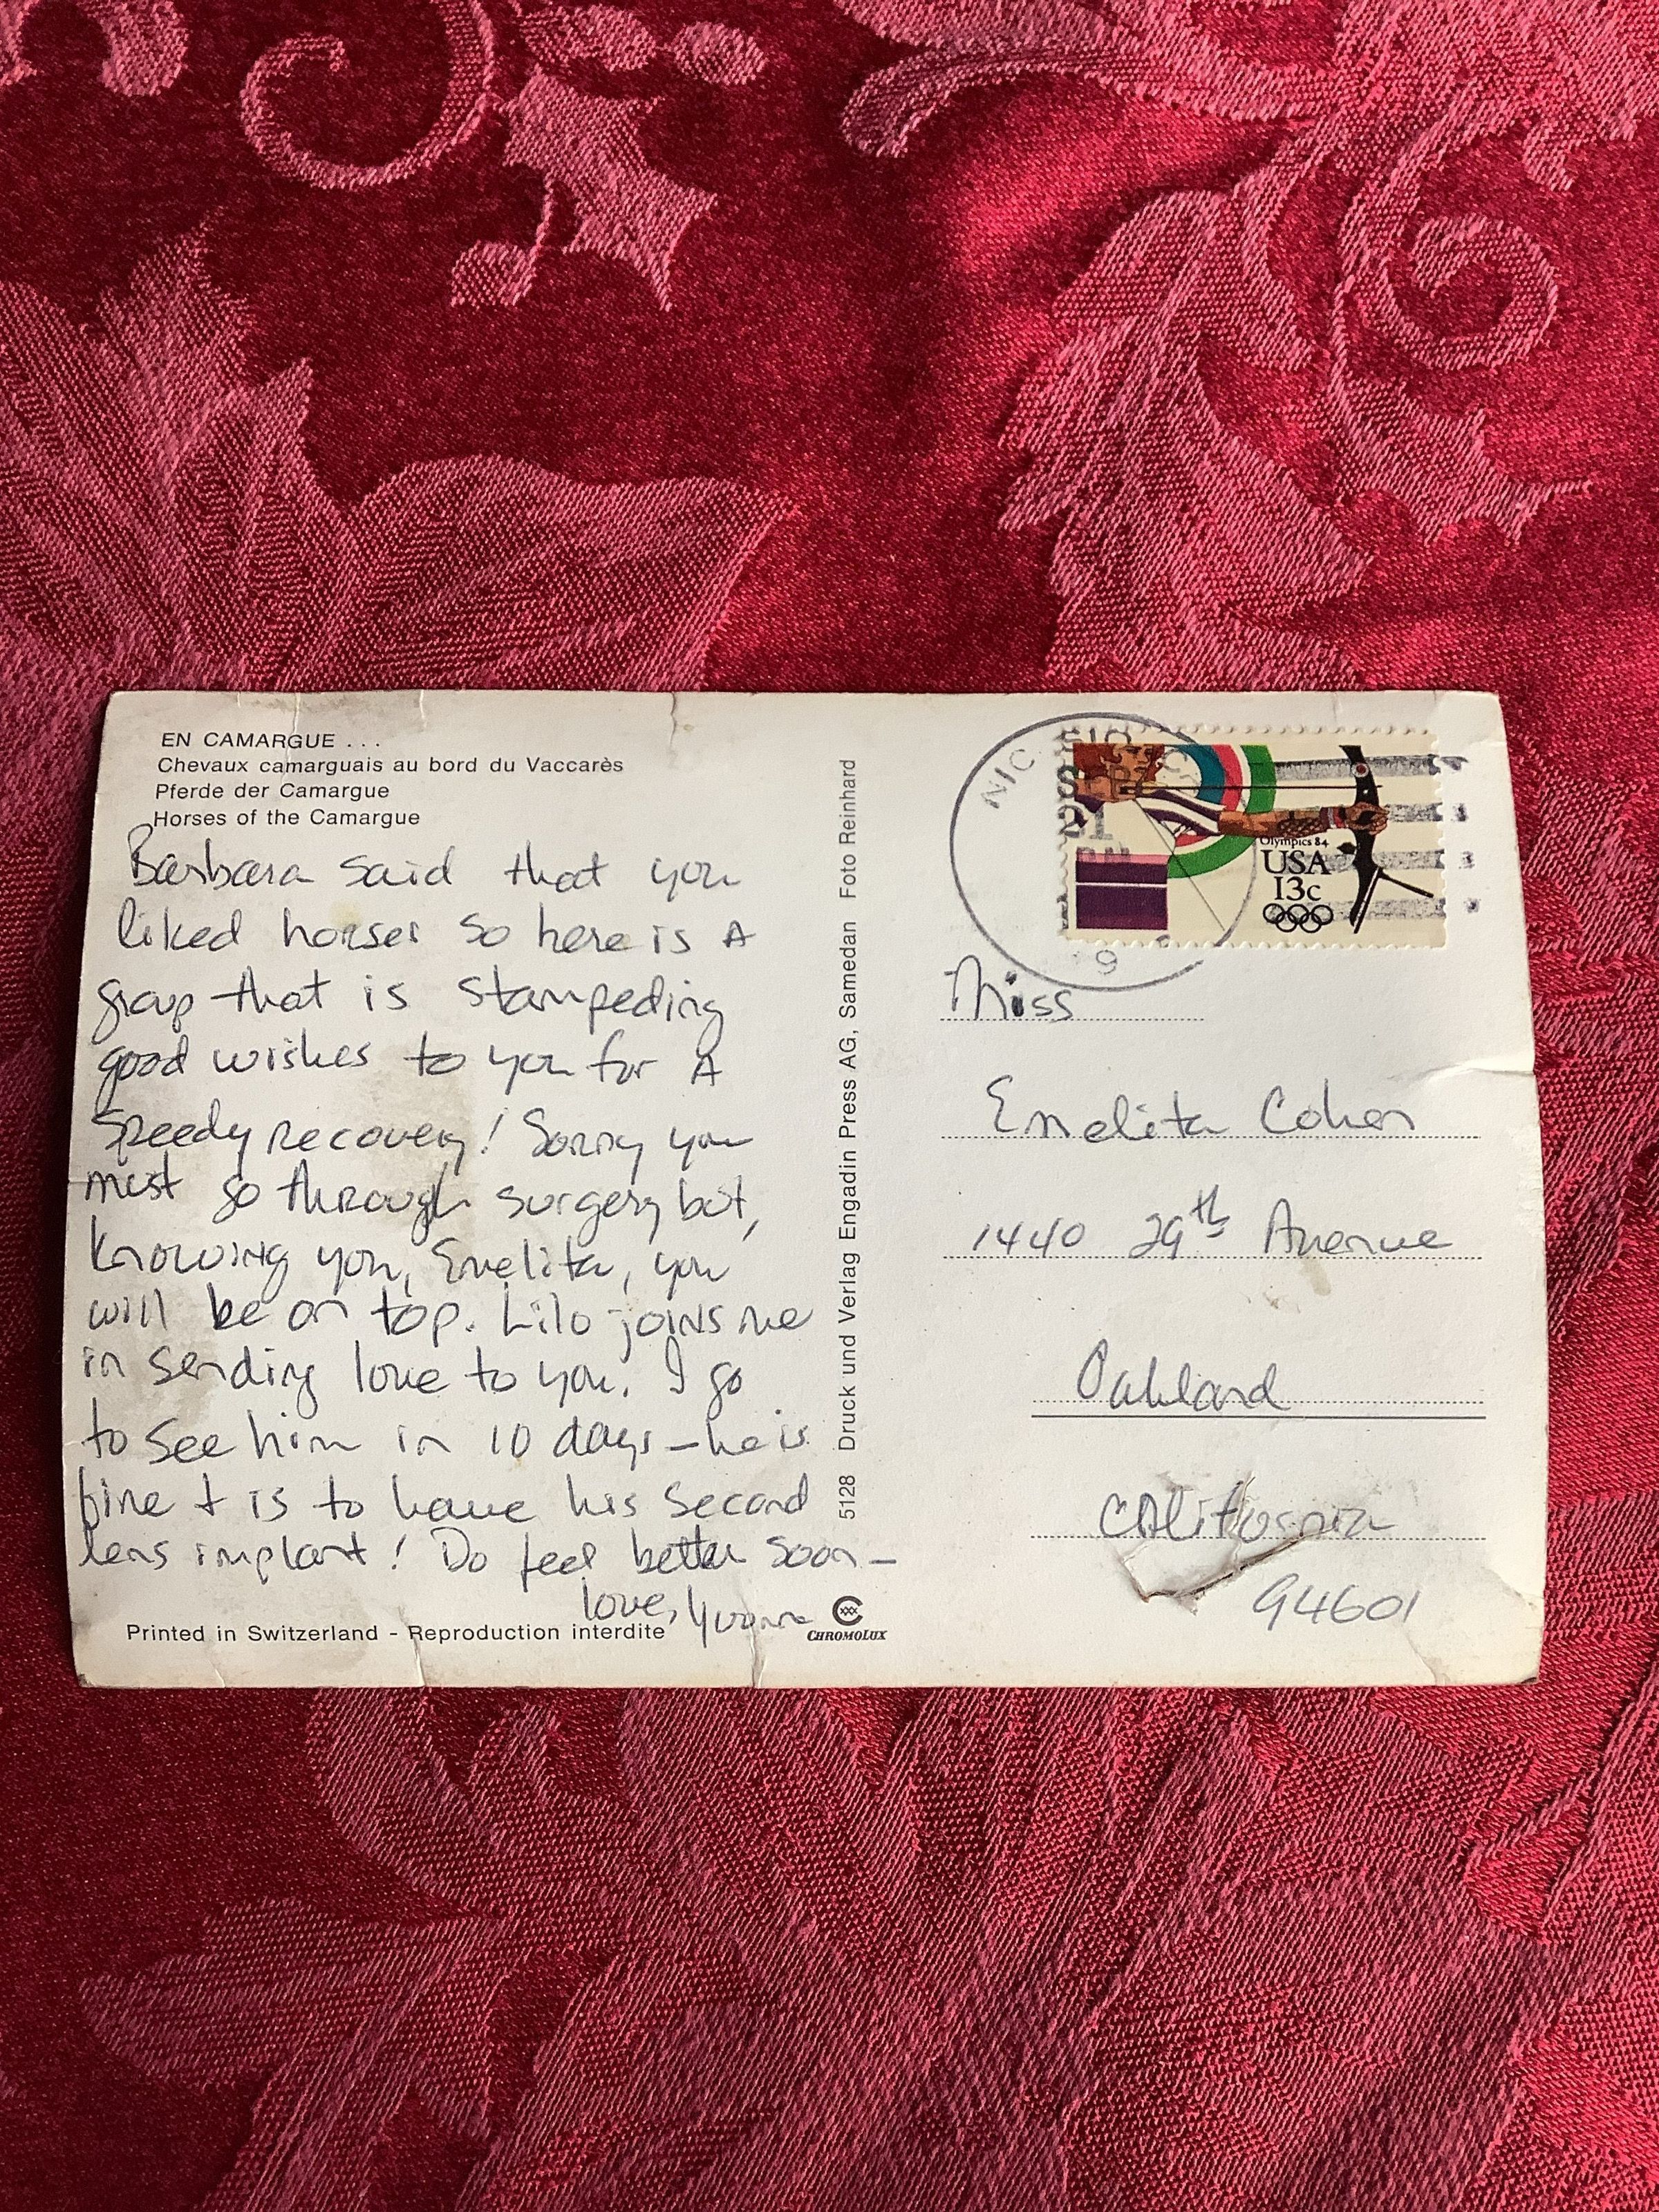 EN CAMARGUE . . .
Chevaux camarguais au bord du Vaccarès
Pferde der Camargue
Horses of the Camargue
Barbara said that you
liked horses so here is A
group that is stampeding
good wishes to you for A
Speedy recovery! Sorry you
must go through surgery but,
knowing you, Emelita, you
will be on top. Lilo joins me
in sending love to you. I go
to see him in 10 days – he is
fine + is to have his second
lens implant! Do feel better soon –
love, Yvonne
Printed in Switzerland - Reproduction interdite
CHROMOLUX
5128 Druck und Verlag Engadin Press AG, Samedan Foto Reinhard
Olympics 84
USA
13c
Miss
Emelita Cohen
1440 29th Avenue
Oakland
California
94601